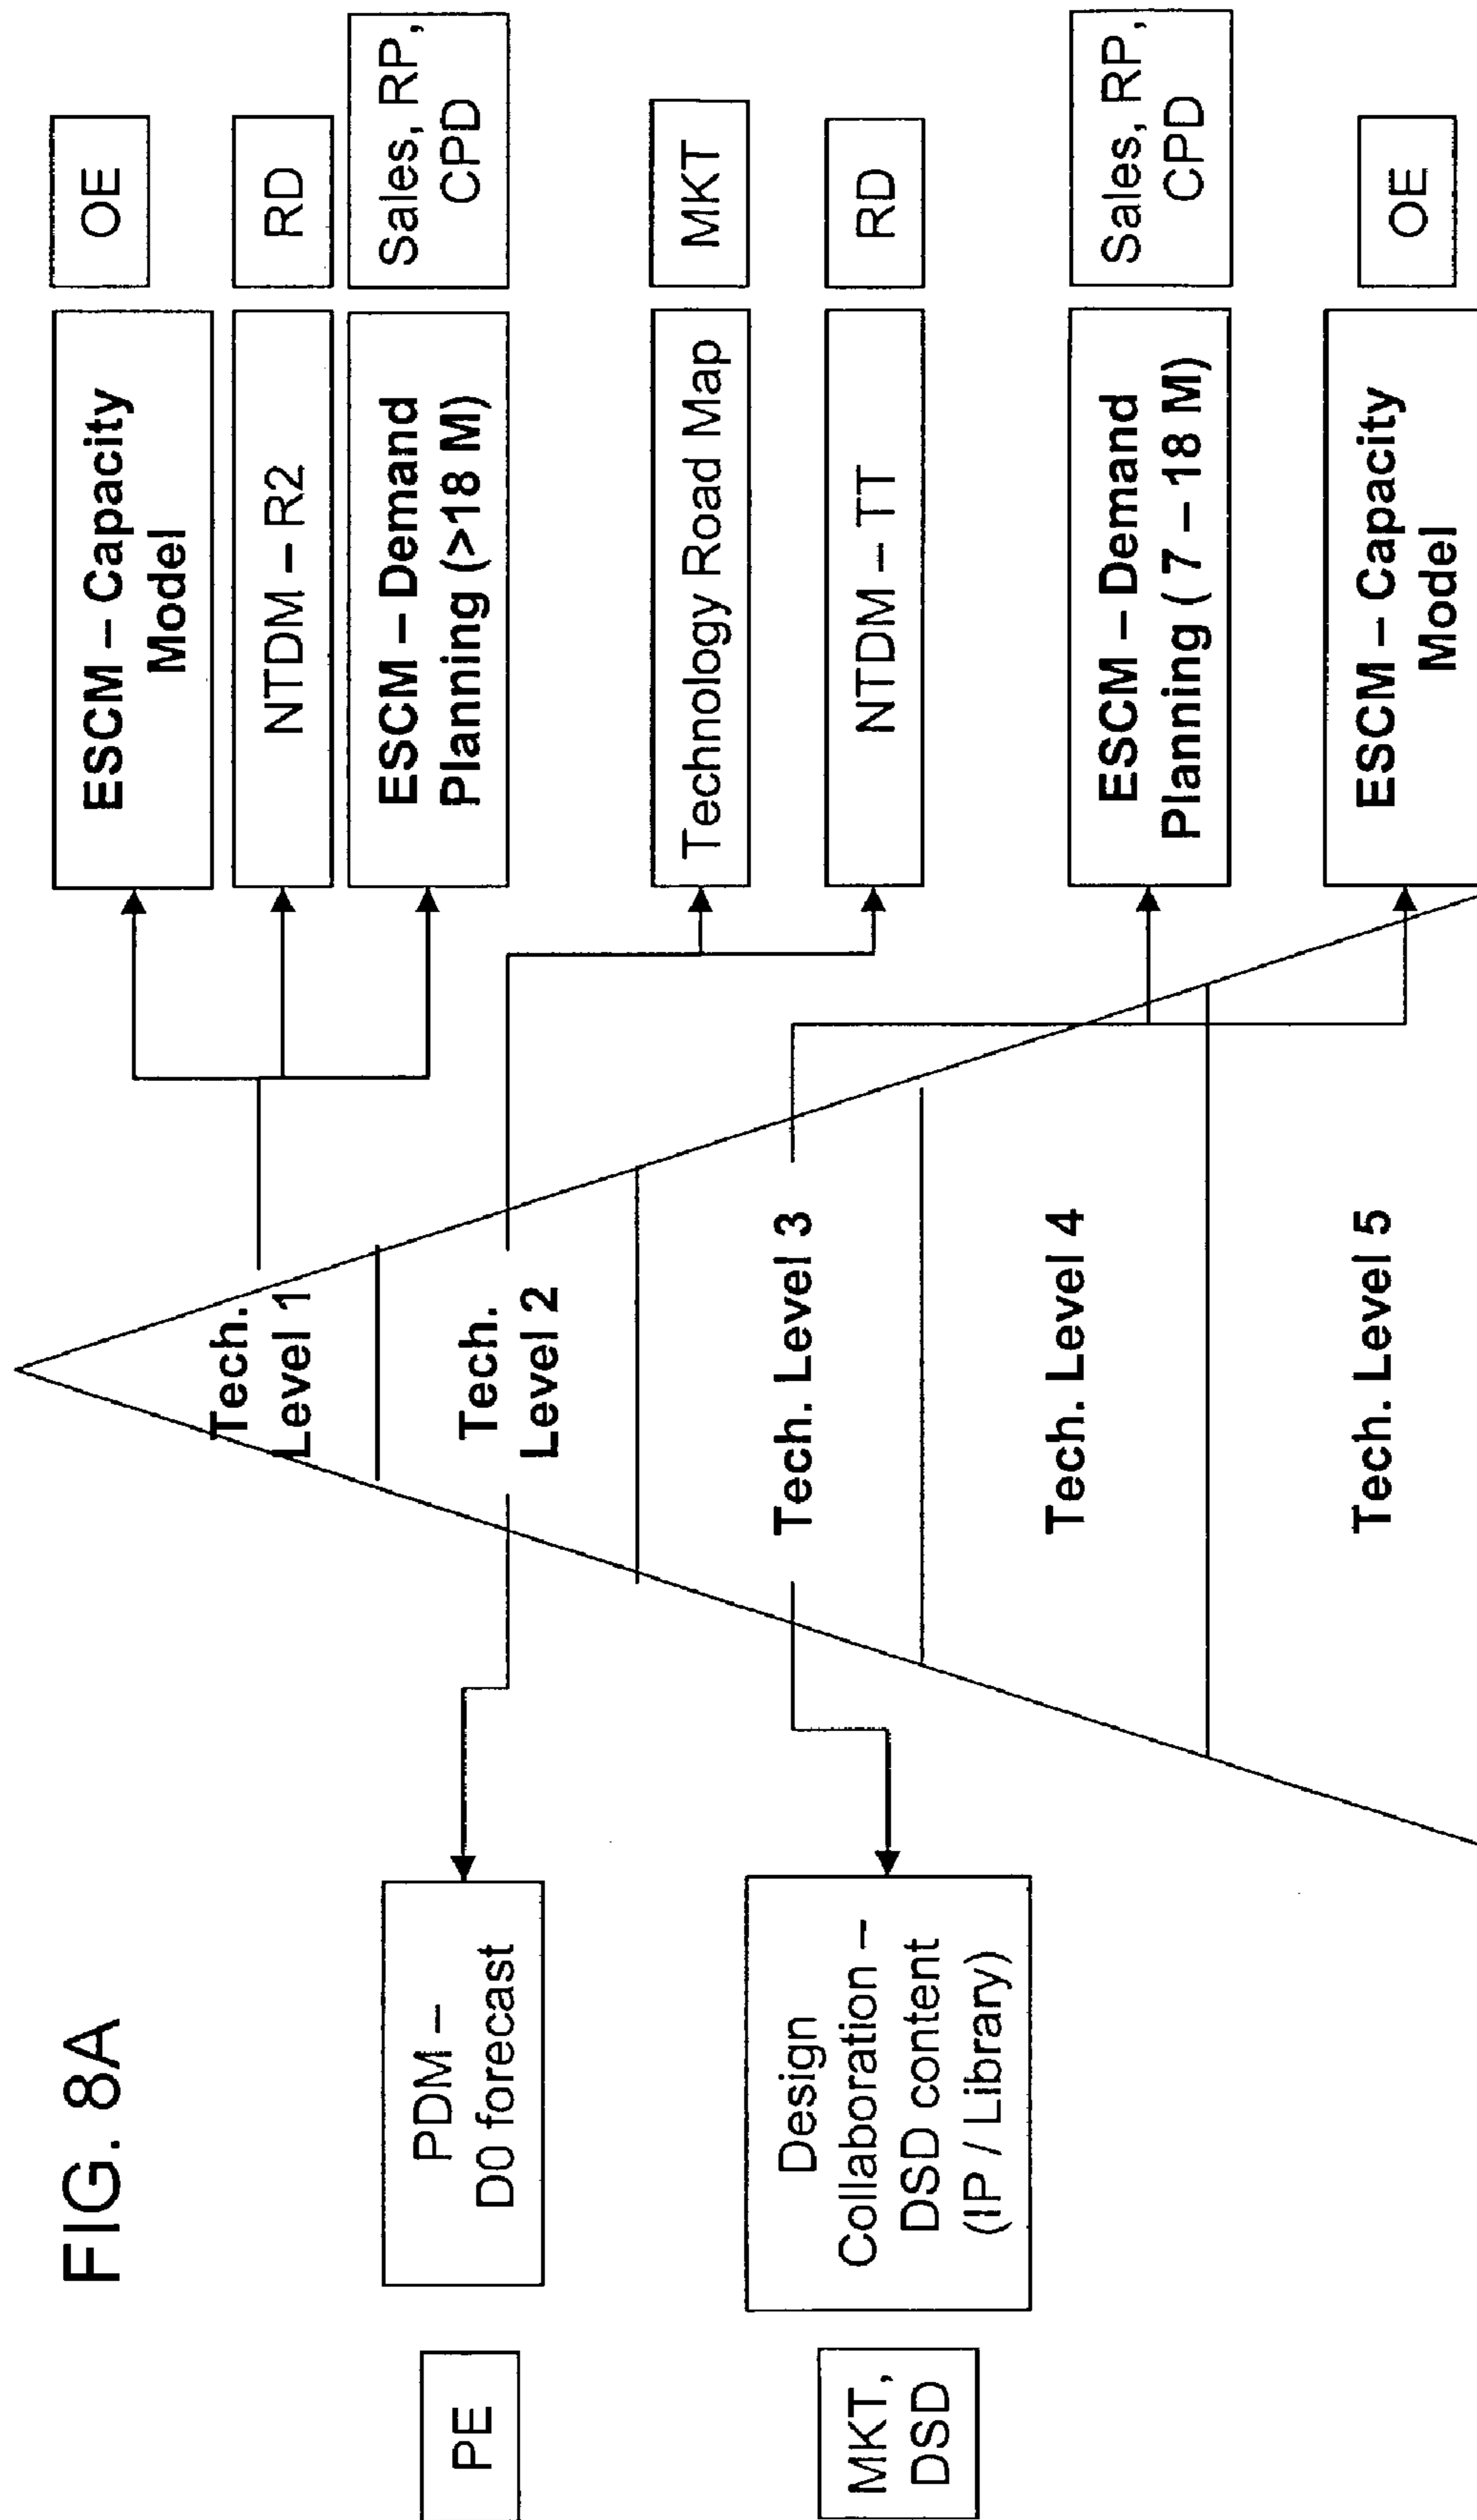 FIG. 8A
OE
ESCM – Capacity
Model
RD
NTDM – R2
Sales, RP,
CPD
ESCM – Demand
Planning (>18 M)
Tech.
Level 1
PE
PDM –
D0 forecast
Tech.
Level 2
Technology Road Map
MKT
NTDM – TT
RD
MKT,
DSD
Design
Collaboration –
DSD content
(IP / Library)
Tech. Level 3
ESCM – Demand
Planning ( 7 – 18 M)
Sales, RP,
CPD
Tech. Level 4
ESCM – Capacity
Model
OE
Tech. Level 5